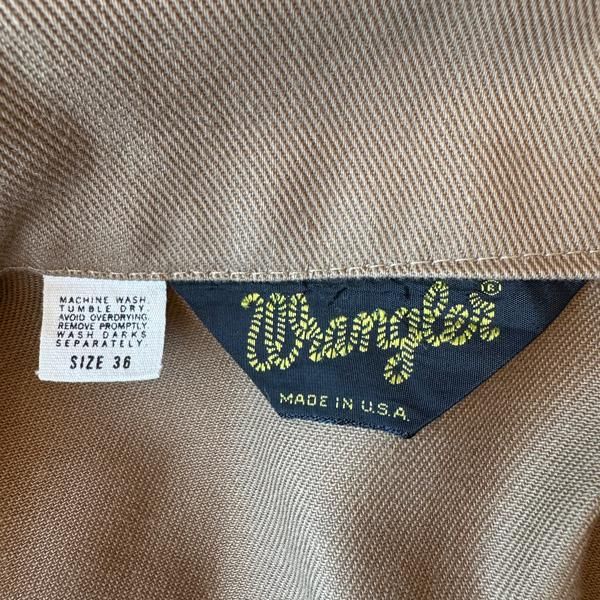 MACHINE WASH.
TUMBLE DRY.
AVOID OVERDRYING.
REMOVE PROMPTLY.
WASH DARKS
SEPARATELY.
SIZE 36
Wrangler®
MADE IN U.S.A.